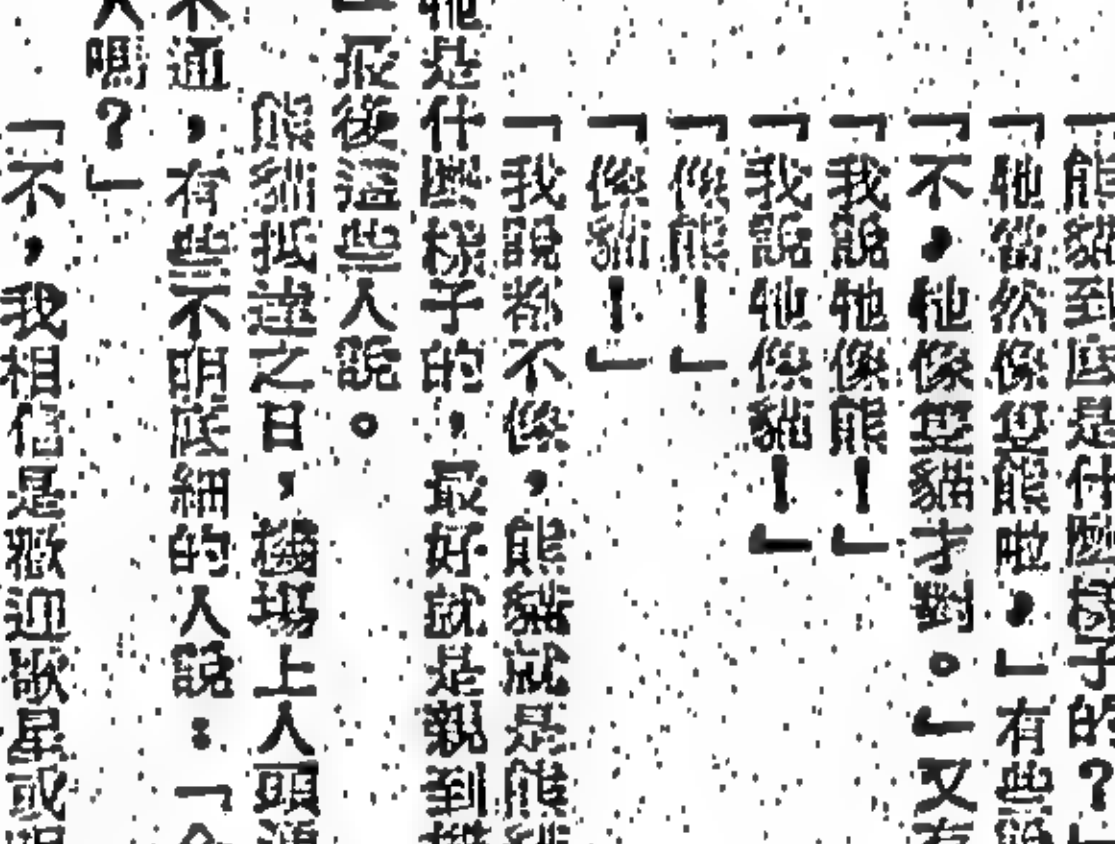 「熊貓到底是什麼樣子的？」
「牠當然像隻熊啦，」有些說
「不，牠像隻貓才對。」又有
「我說牠像熊！」
「我說牠像貓！」
「像熊！」
「像貓！」
「我說都不像，熊貓就是熊貓
牠是什麼樣子的，最好就是親到機
」最後這些人說。
熊貓抵達之日，機場上人頭湧
不通，有些不明底細的人說：「
人嗎？」
「不，我相信是歡迎歌星或